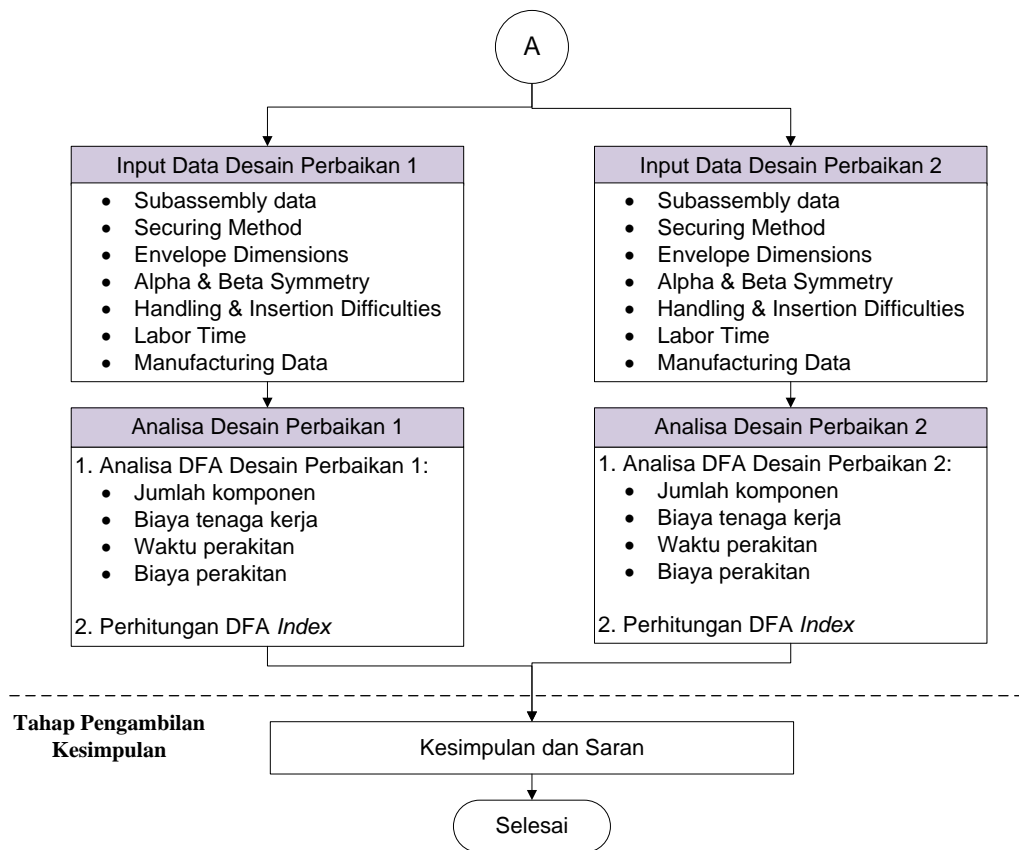 A
Input Data Desain Perbaikan 1
• Subassembly data
• Securing Method
• Envelope Dimensions
• Alpha & Beta Symmetry
• Handling & Insertion Difficulties
• Labor Time
• Manufacturing Data
Input Data Desain Perbaikan 2
• Subassembly data
• Securing Method
• Envelope Dimensions
• Alpha & Beta Symmetry
• Handling & Insertion Difficulties
• Labor Time
• Manufacturing Data
Analisa Desain Perbaikan 1
1. Analisa DFA Desain Perbaikan 1:
• Jumlah komponen
• Biaya tenaga kerja
• Waktu perakitan
• Biaya perakitan
2. Perhitungan DFA Index
Analisa Desain Perbaikan 2
1. Analisa DFA Desain Perbaikan 2:
• Jumlah komponen
• Biaya tenaga kerja
• Waktu perakitan
• Biaya perakitan
2. Perhitungan DFA Index
Tahap Pengambilan
Kesimpulan
Kesimpulan dan Saran
Selesai